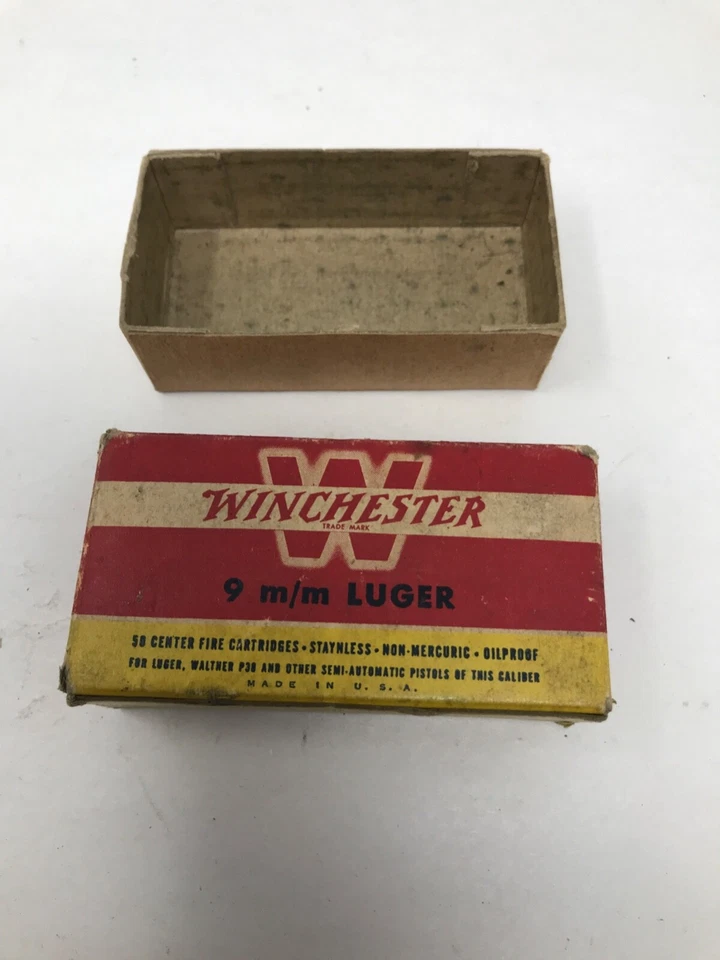 W
WINCHESTER
TRADE MARK
9 m/m LUGER
50 CENTER FIRE CARTRIDGES • STAYNLESS • NON-MERCURIC • OILPROOF
FOR LUGER, WALTHER P38 AND OTHER SEMI-AUTOMATIC PISTOLS OF THIS CALIBER
MADE IN U. S. A.